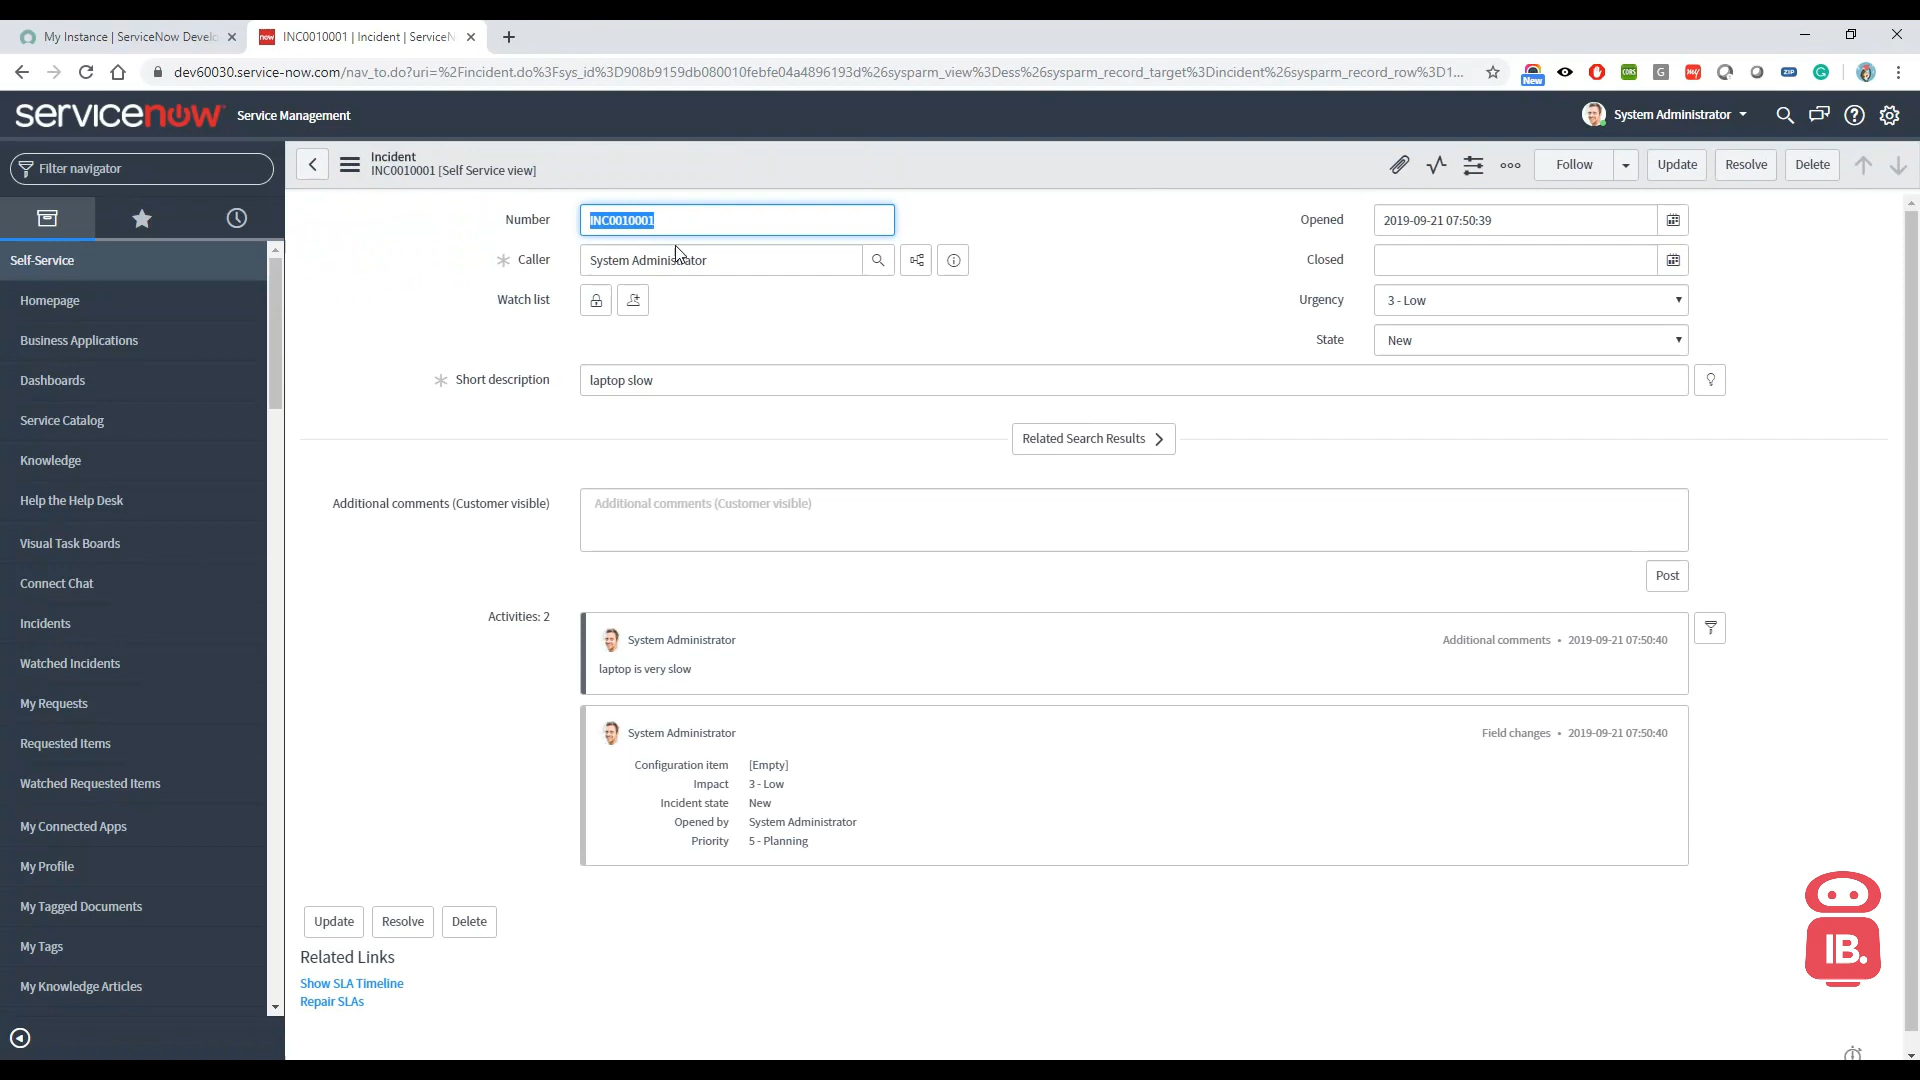 My Instance | ServiceNow Develo
INC0010001 | Incident | ServiceN
dev60030.service-now.com/nav_to.do?uri=%2Fincident.do%3Fsys_id%3D908b9159db080010febfe04a4896193d%26sysparm_view%3Dess%26sysparm_record_target%3Dincident%26sysparm_record_row%3D1...
New
servicenow Service Management
System Administrator
Filter navigator
Incident
INC0010001 [Self Service view]
Follow
Update
Resolve
Delete
Self-Service
Homepage
Business Applications
Dashboards
Service Catalog
Knowledge
Help the Help Desk
Visual Task Boards
Connect Chat
Incidents
Watched Incidents
My Requests
Requested Items
Watched Requested Items
My Connected Apps
My Profile
My Tagged Documents
My Tags
My Knowledge Articles
Number INC0010001
Caller System Administrator
Watch list
Opened 2019-09-21 07:50:39
Closed
Urgency 3 - Low
State New
Short description laptop slow
Related Search Results
Additional comments (Customer visible) Additional comments (Customer visible)
Post
Activities: 2
System Administrator Additional comments • 2019-09-21 07:50:40
laptop is very slow
System Administrator Field changes • 2019-09-21 07:50:40
Configuration item [Empty]
Impact 3 - Low
Incident state New
Opened by System Administrator
Priority 5 - Planning
Update
Resolve
Delete
Related Links
Show SLA Timeline
Repair SLAs
IB.